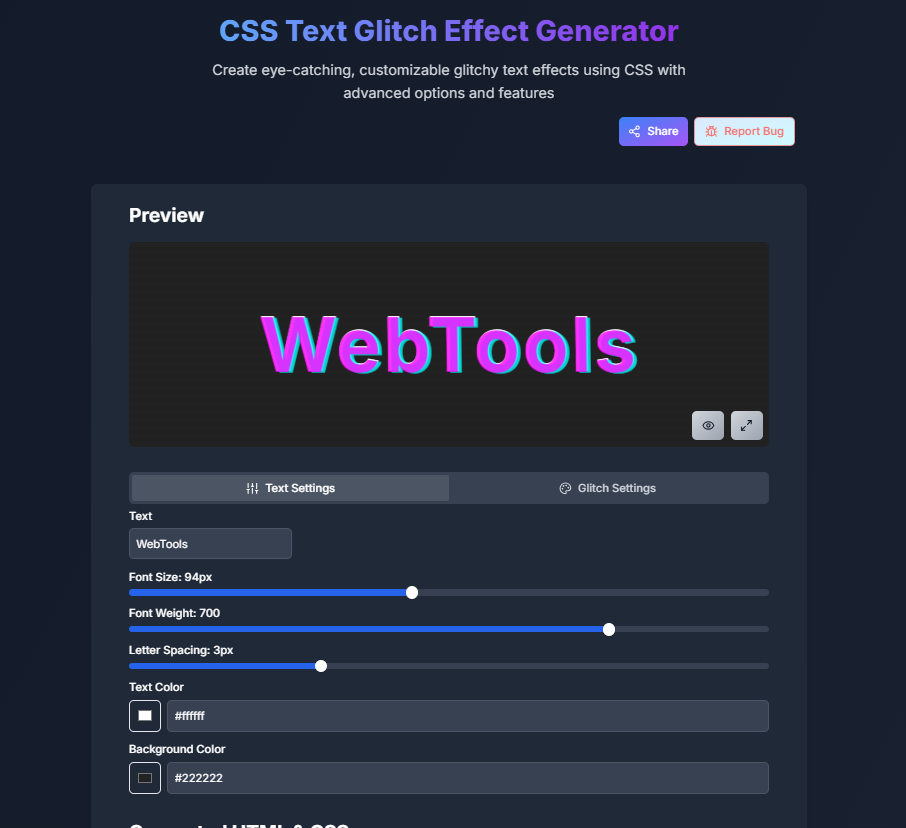 CSS Text Glitch Effect Generator
Create eye-catching, customizable glitchy text effects using CSS with
advanced options and features
Share
Report Bug
Preview
WebTools
Text Settings
Glitch Settings
Text
WebTools
Font Size: 94px
Font Weight: 700
Letter Spacing: 3px
Text Color
#ffffff
Background Color
#222222